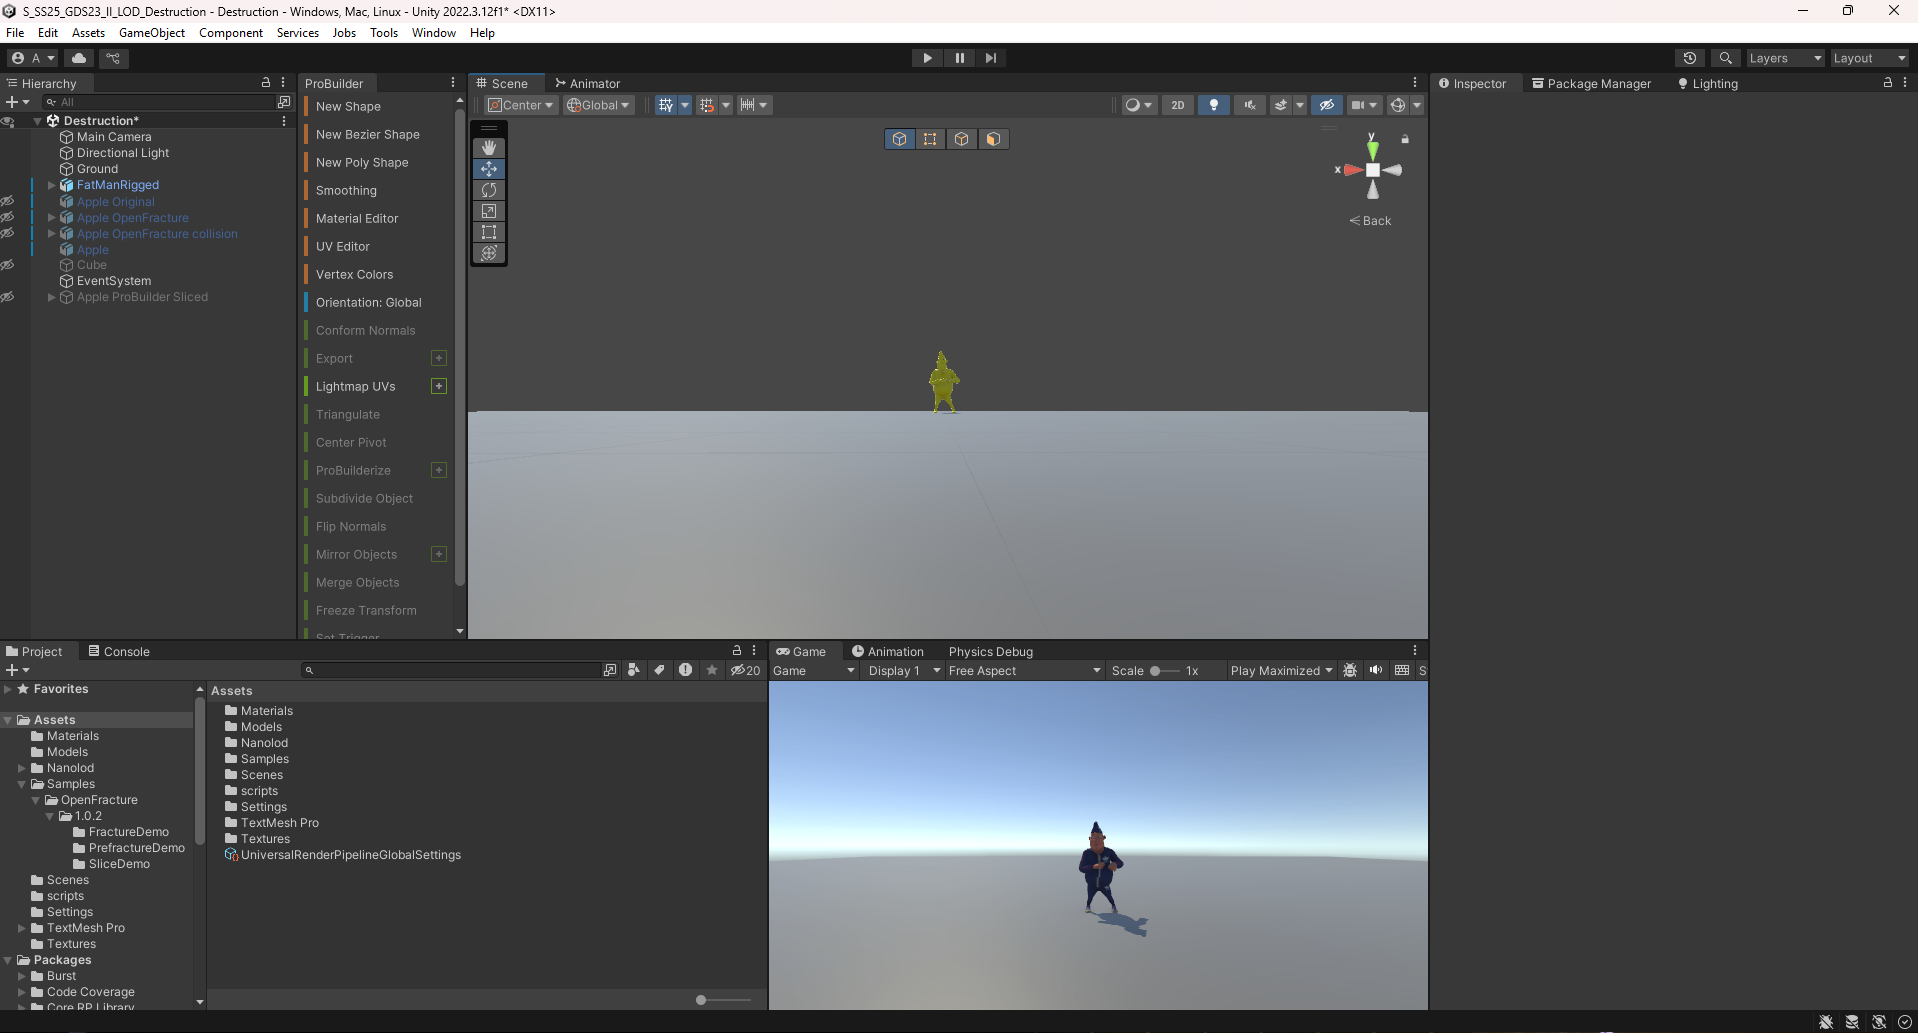 S_SS25_GDS23_II_LOD_Destruction - Destruction - Windows, Mac, Linux - Unity 2022.3.12f1* <DX11>
File Edit Assets GameObject Component Services Jobs Tools Window Help
A Layers Layout
Hierarchy
All
Destruction*
Main Camera
Directional Light
Ground
FatManRigged
Apple Original
Apple OpenFracture
Apple OpenFracture collision
Apple
Cube
EventSystem
Apple ProBuilder Sliced
ProBuilder
New Shape
New Bezier Shape
New Poly Shape
Smoothing
Material Editor
UV Editor
Vertex Colors
Orientation: Global
Conform Normals
Export
Lightmap UVs
Triangulate
Center Pivot
ProBuilderize
Subdivide Object
Flip Normals
Mirror Objects
Merge Objects
Freeze Transform
Set Trigger
Scene Animator
Center Global 2D
y
x
Back
Inspector Package Manager Lighting
Project Console
20
Favorites
Assets
Materials
Models
Nanolod
Samples
OpenFracture
1.0.2
FractureDemo
PrefractureDemo
SliceDemo
Scenes
scripts
Settings
TextMesh Pro
Textures
Packages
Burst
Code Coverage
Core RP Library
Assets
Materials
Models
Nanolod
Samples
Scenes
scripts
Settings
TextMesh Pro
Textures
UniversalRenderPipelineGlobalSettings
Game Animation Physics Debug
Game Display 1 Free Aspect Scale 1x Play Maximized S